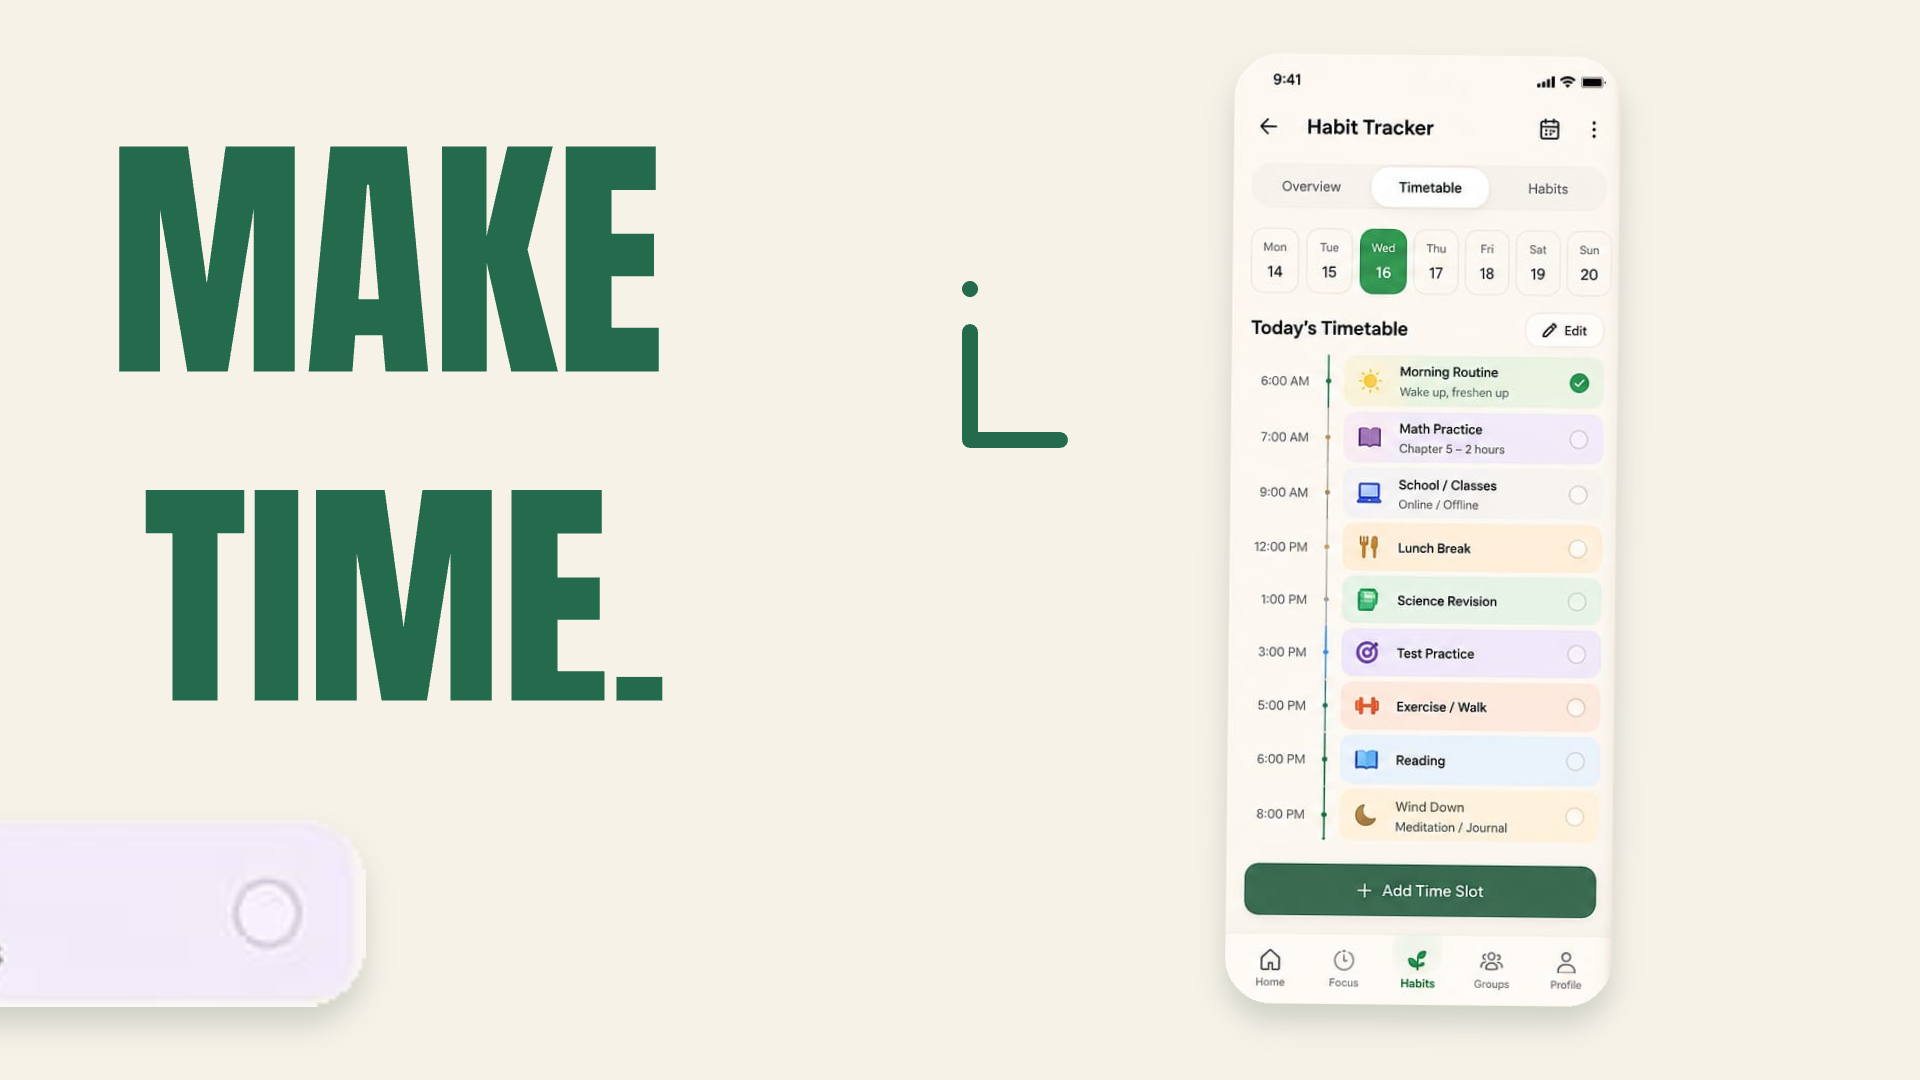 MAKE
TIME.
9:41
Habit Tracker
Overview
Timetable
Habits
Mon
14
Tue
15
Wed
16
Thu
17
Fri
18
Sat
19
Sun
20
Today's Timetable
Edit
6:00 AM
Morning Routine
Wake up, freshen up
7:00 AM
Math Practice
Chapter 5 – 2 hours
9:00 AM
School / Classes
Online / Offline
12:00 PM
Lunch Break
1:00 PM
Science Revision
3:00 PM
Test Practice
5:00 PM
Exercise / Walk
6:00 PM
Reading
8:00 PM
Wind Down
Meditation / Journal
+ Add Time Slot
Home
Focus
Habits
Groups
Profile